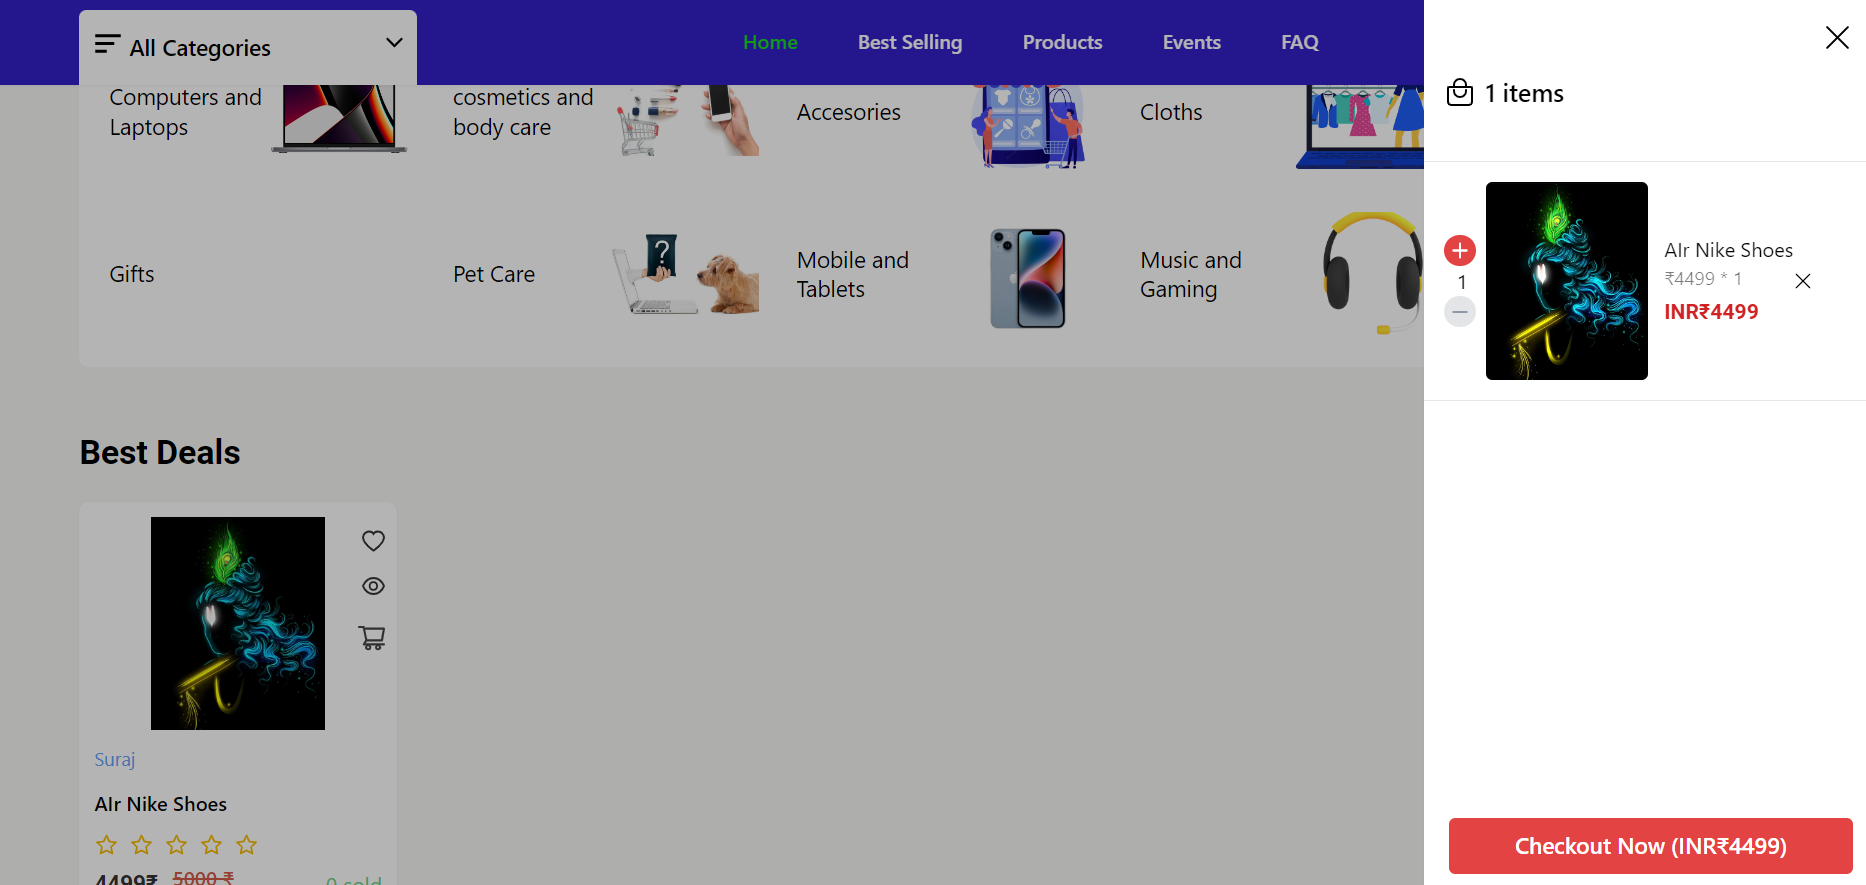 All Categories
Home
Best Selling
Products
Events
FAQ
1 items
Computers and
Laptops
cosmetics and
body care
Accesories
Cloths
Gifts
?
Pet Care
Mobile and
Tablets
Music and
Gaming
AIr Nike Shoes
₹4499 * 1
INR₹4499
1
Best Deals
Suraj
AIr Nike Shoes
4499₹ 5000 ₹ 0 sold
Checkout Now (INR₹4499)